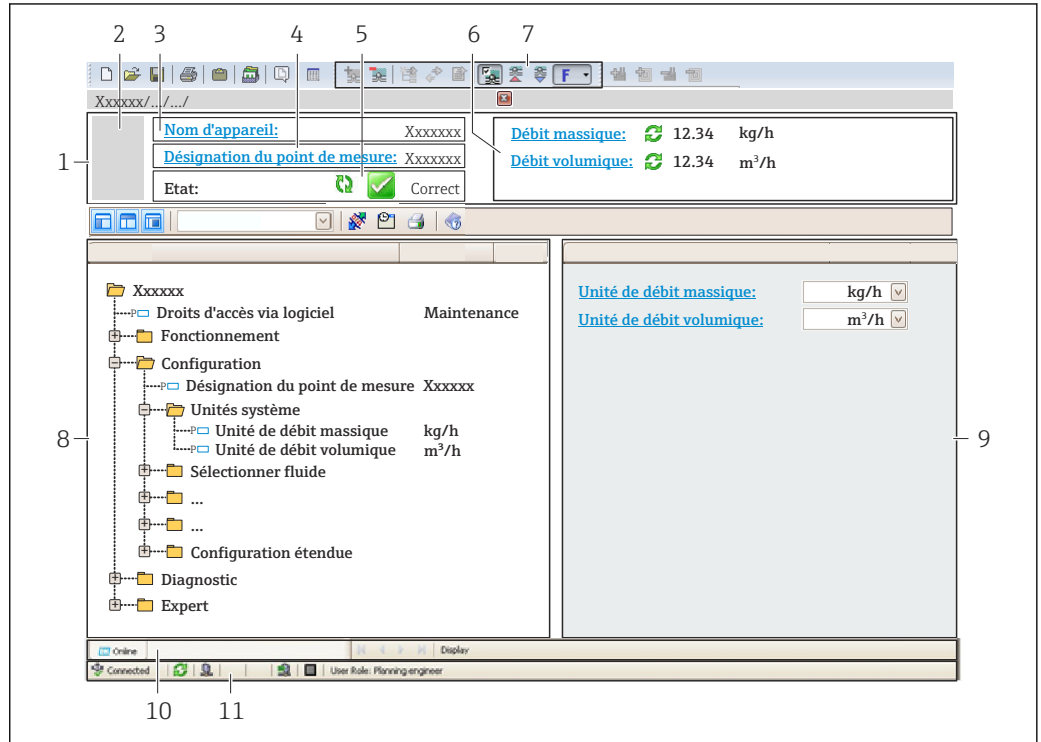 2 3 4 5 6 7
F
Xxxxxx/.../.../
1
Nom d'appareil: Xxxxxxx
Désignation du point de mesure: Xxxxxxx
Etat: Correct
Débit massique: 12.34 kg/h
Débit volumique: 12.34 m³/h
Xxxxxx
P Droits d'accès via logiciel Maintenance
Fonctionnement
Configuration
P Désignation du point de mesure Xxxxxx
Unités système
P Unité de débit massique kg/h
P Unité de débit volumique m³/h
Sélectionner fluide
...
...
Configuration étendue
Diagnostic
Expert
8
Unité de débit massique: kg/h
Unité de débit volumique: m³/h
9
Online Display
Connected User Role: Planning engineer
10 11